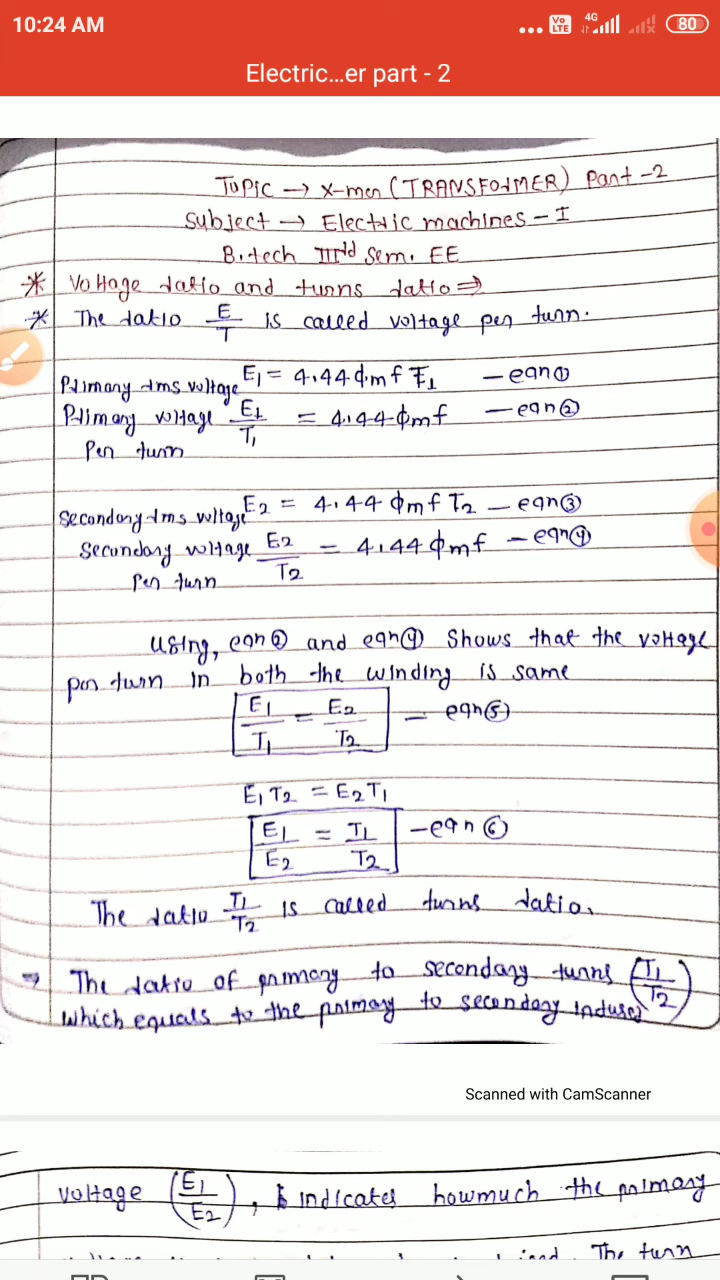 10:24 AM ... Vo LTE 4G 80
Electric...er part - 2
Topic → X-mer (TRANSFORMER) Part -2
Subject → Electric machines - I
B.tech IIIrd Sem. EE
* Voltage ratio and turns ratio ⇒
* The ratio E/T is called voltage per turn.
Primary rms voltage E1 = 4.44 ϕm f T1 — eqn ①
Primary voltage E1/T1 = 4.44 ϕm f — eqn ②
Per turn
Secondary rms voltage E2 = 4.44 ϕm f T2 — eqn ③
Secondary voltage E2/T2 = 4.44 ϕm f — eqn ④
Per turn
Using, eqn ② and eqn ④ Shows that the voltage
per turn in both the winding is same
E1/T1 = E2/T2 — eqn ⑤
E1 T2 = E2 T1
E1/E2 = T1/T2 — eqn ⑥
The ratio T1/T2 is called turns ratio.
→ The ratio of primary to secondary turns (T1/T2)
which equals to the primary to secondary induses
Scanned with CamScanner
voltage (E1/E2), indicates howmuch the primary
The turn